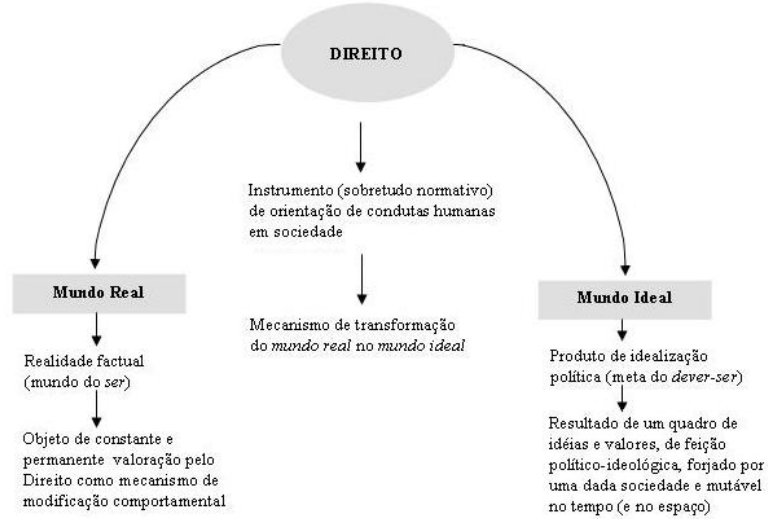 DIREITO
Instrumento (sobretudo normativo)
de orientação de condutas humanas
em sociedade
Mecanismo de transformação
do mundo real no mundo ideal
Mundo Real
Realidade factual
(mundo do ser)
Objeto de constante e
permanente valoração pelo
Direito como mecanismo de
modificação comportamental
Mundo Ideal
Produto de idealização
política (meta do dever-ser)
Resultado de um quadro de
idéias e valores, de feição
político-ideológica, forjado por
uma dada sociedade e mutável
no tempo (e no espaço)